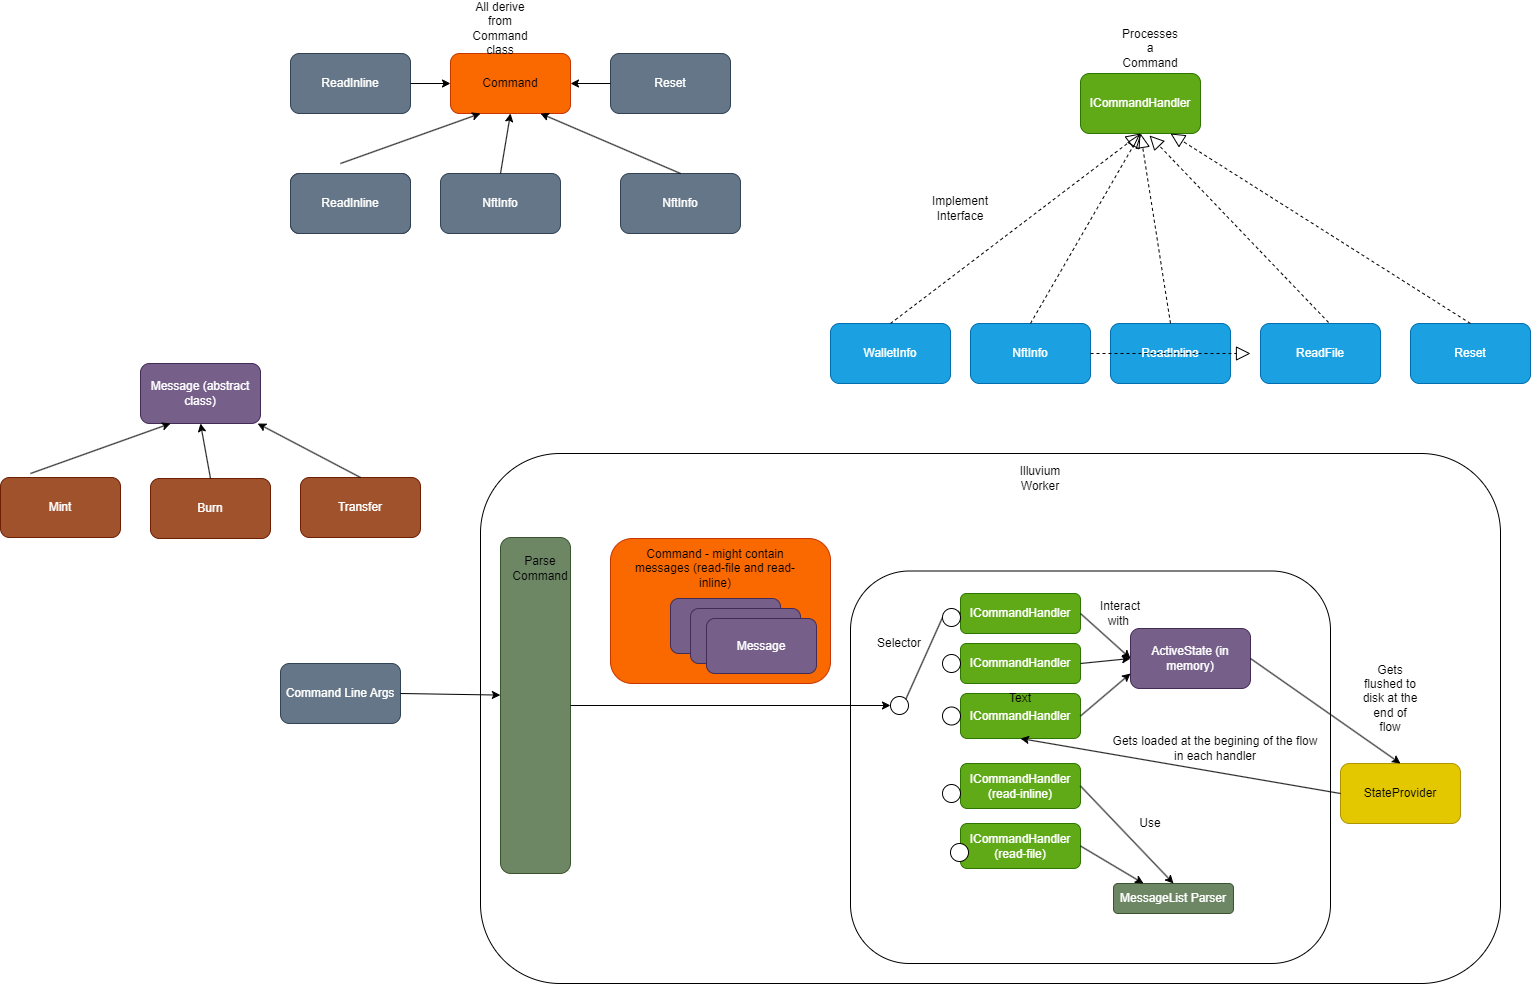 All derive
from
Command
class
ReadInline
Command
Reset
ReadInline
NftInfo
NftInfo
Processes
a
Command
ICommandHandler
Implement
Interface
WalletInfo
NftInfo
ReadInline
ReadFile
Reset
Message (abstract
class)
Mint
Burn
Transfer
Illuvium
Worker
Parse
Command
Command - might contain
messages (read-file and read-
inline)
Message
Command Line Args
Selector
ICommandHandler
ICommandHandler
Text
ICommandHandler
Interact
with
ActiveState (in
memory)
Gets
flushed to
disk at the
end of
flow
Gets loaded at the begining of the flow
in each handler
ICommandHandler
(read-inline)
ICommandHandler
(read-file)
Use
StateProvider
MessageList Parser